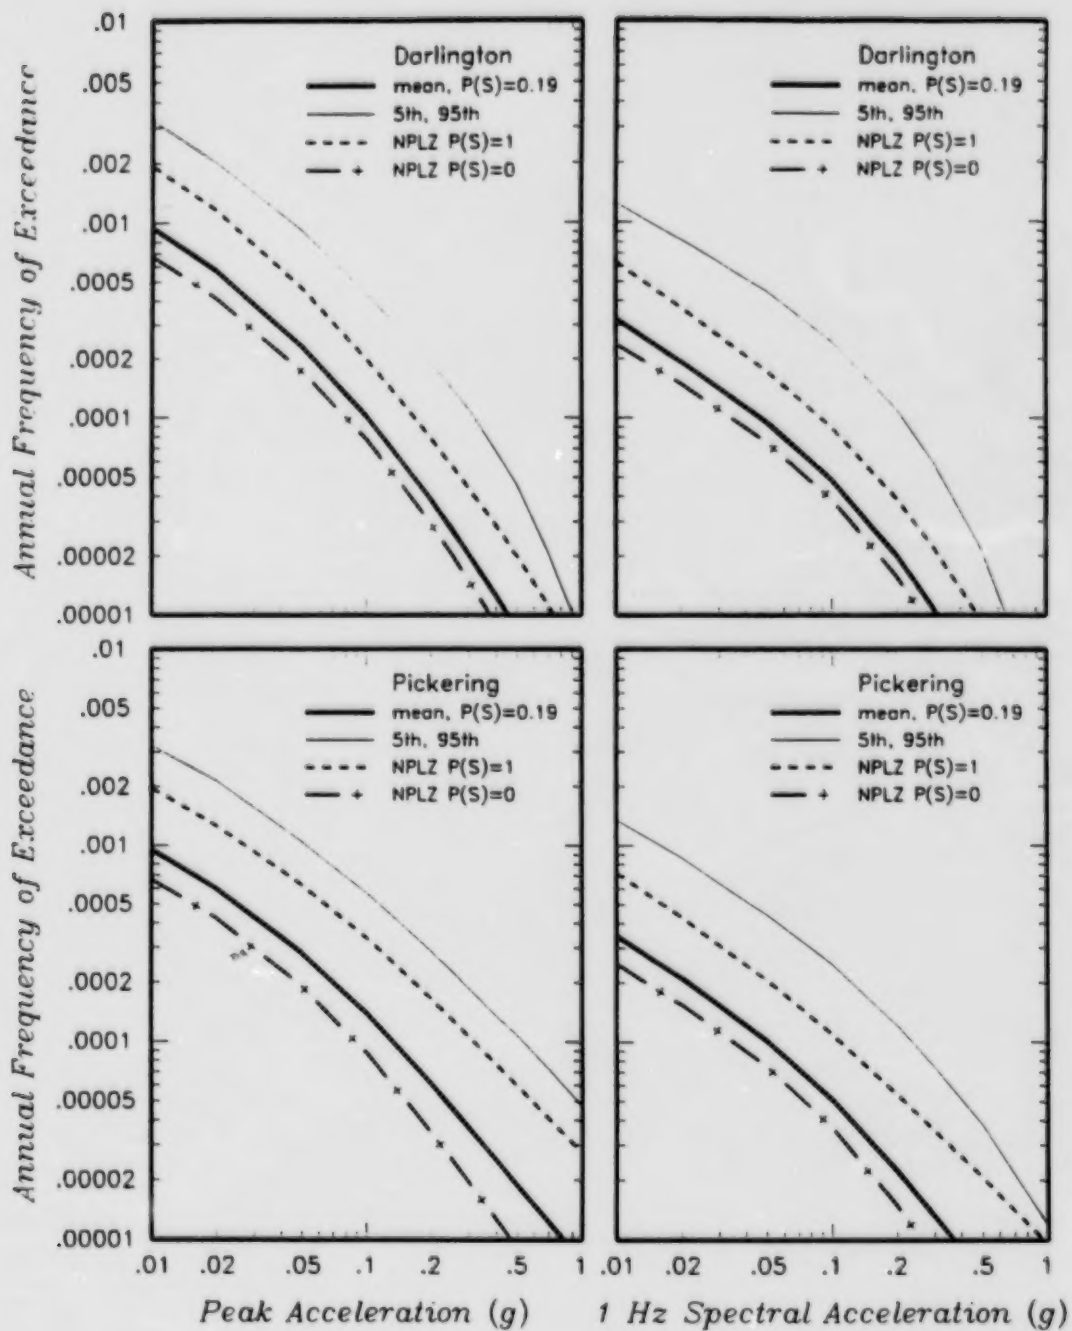 Annual Frequency of Exceedance
.01
.005
.002
.001
.0005
.0002
.0001
.00005
.00002
.00001
Darlington
mean, P(S)=0.19
5th, 95th
NPLZ P(S)=1
NPLZ P(S)=0
Darlington
mean, P(S)=0.19
5th, 95th
NPLZ P(S)=1
NPLZ P(S)=0
Annual Frequency of Exceedance
.01
.005
.002
.001
.0005
.0002
.0001
.00005
.00002
.00001
Pickering
mean, P(S)=0.19
5th, 95th
NPLZ P(S)=1
NPLZ P(S)=0
Pickering
mean, P(S)=0.19
5th, 95th
NPLZ P(S)=1
NPLZ P(S)=0
.01 .02 .05 .1 .2 .5 1 .01 .02 .05 .1 .2 .5 1
Peak Acceleration (g) 1 Hz Spectral Acceleration (g)